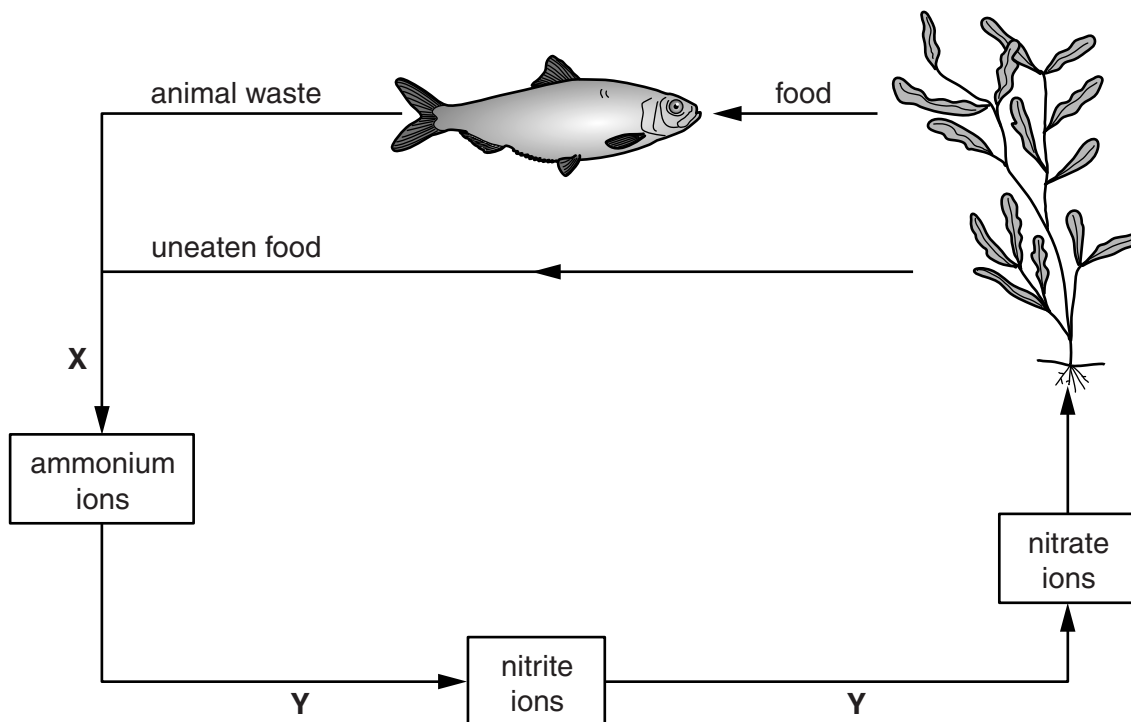 animal waste
food
uneaten food
X
ammonium
ions
nitrate
ions
nitrite
ions
Y
Y